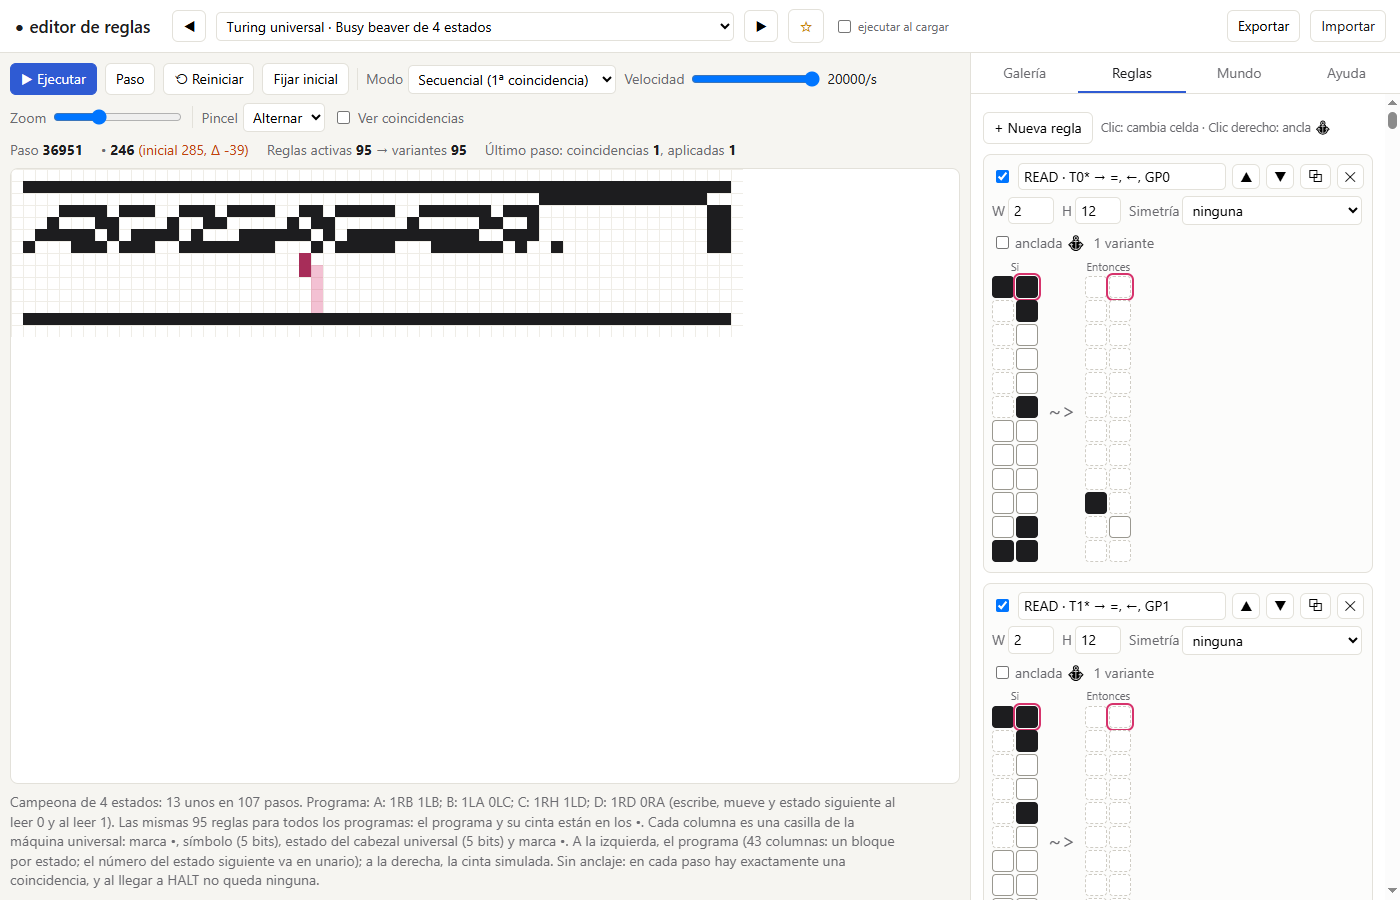 • editor de reglas
◀
Turing universal · Busy beaver de 4 estados
▶
☆
ejecutar al cargar
Exportar
Importar
▶ Ejecutar
Paso
Reiniciar
Fijar inicial
Modo
Secuencial (1ª coincidencia)
Velocidad
20000/s
Zoom
Pincel
Alternar
Ver coincidencias
Paso 36951 • 246 (inicial 285, Δ -39) Reglas activas 95 → variantes 95 Último paso: coincidencias 1, aplicadas 1
Campeona de 4 estados: 13 unos en 107 pasos. Programa: A: 1RB 1LB; B: 1LA 0LC; C: 1RH 1LD; D: 1RD 0RA (escribe, mueve y estado siguiente al
leer 0 y al leer 1). Las mismas 95 reglas para todos los programas: el programa y su cinta están en los •. Cada columna es una casilla de la
máquina universal: marca •, símbolo (5 bits), estado del cabezal universal (5 bits) y marca •. A la izquierda, el programa (43 columnas: un bloque
por estado; el número del estado siguiente va en unario); a la derecha, la cinta simulada. Sin anclaje: en cada paso hay exactamente una
coincidencia, y al llegar a HALT no queda ninguna.
Galería
Reglas
Mundo
Ayuda
+ Nueva regla
Clic: cambia celda · Clic derecho: ancla
READ · T0* → =, ←, GP0
W 2 H 12 Simetría ninguna
anclada 1 variante
Si Entonces
~>
READ · T1* → =, ←, GP1
W 2 H 12 Simetría ninguna
anclada 1 variante
Si Entonces
~>